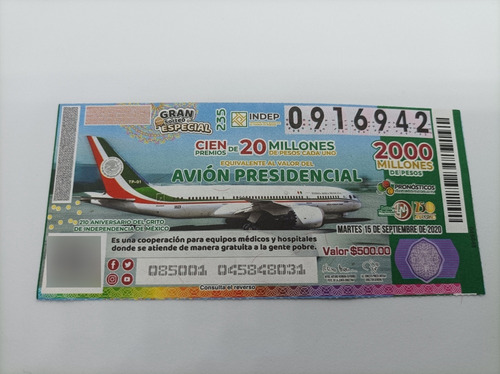 GRAN
SORTEO
ESPECIAL
235
INDEP
0916942
CIEN PREMIOS DE 20 MILLONES DE PESOS CADA UNO
EQUIVALENTE AL VALOR DEL
AVIÓN PRESIDENCIAL
2000
MILLONES
DE PESOS
PRONÓSTICOS
TP-01
250
210 ANIVERSARIO DEL GRITO
DE INDEPENDENCIA DE MÉXICO
MARTES 15 DE SEPTIEMBRE DE 2020
Es una cooperación para equipos médicos y hospitales
donde se atiende de manera gratuita a la gente pobre.
Valor $500.00
085001 045848031
Consulta el reverso